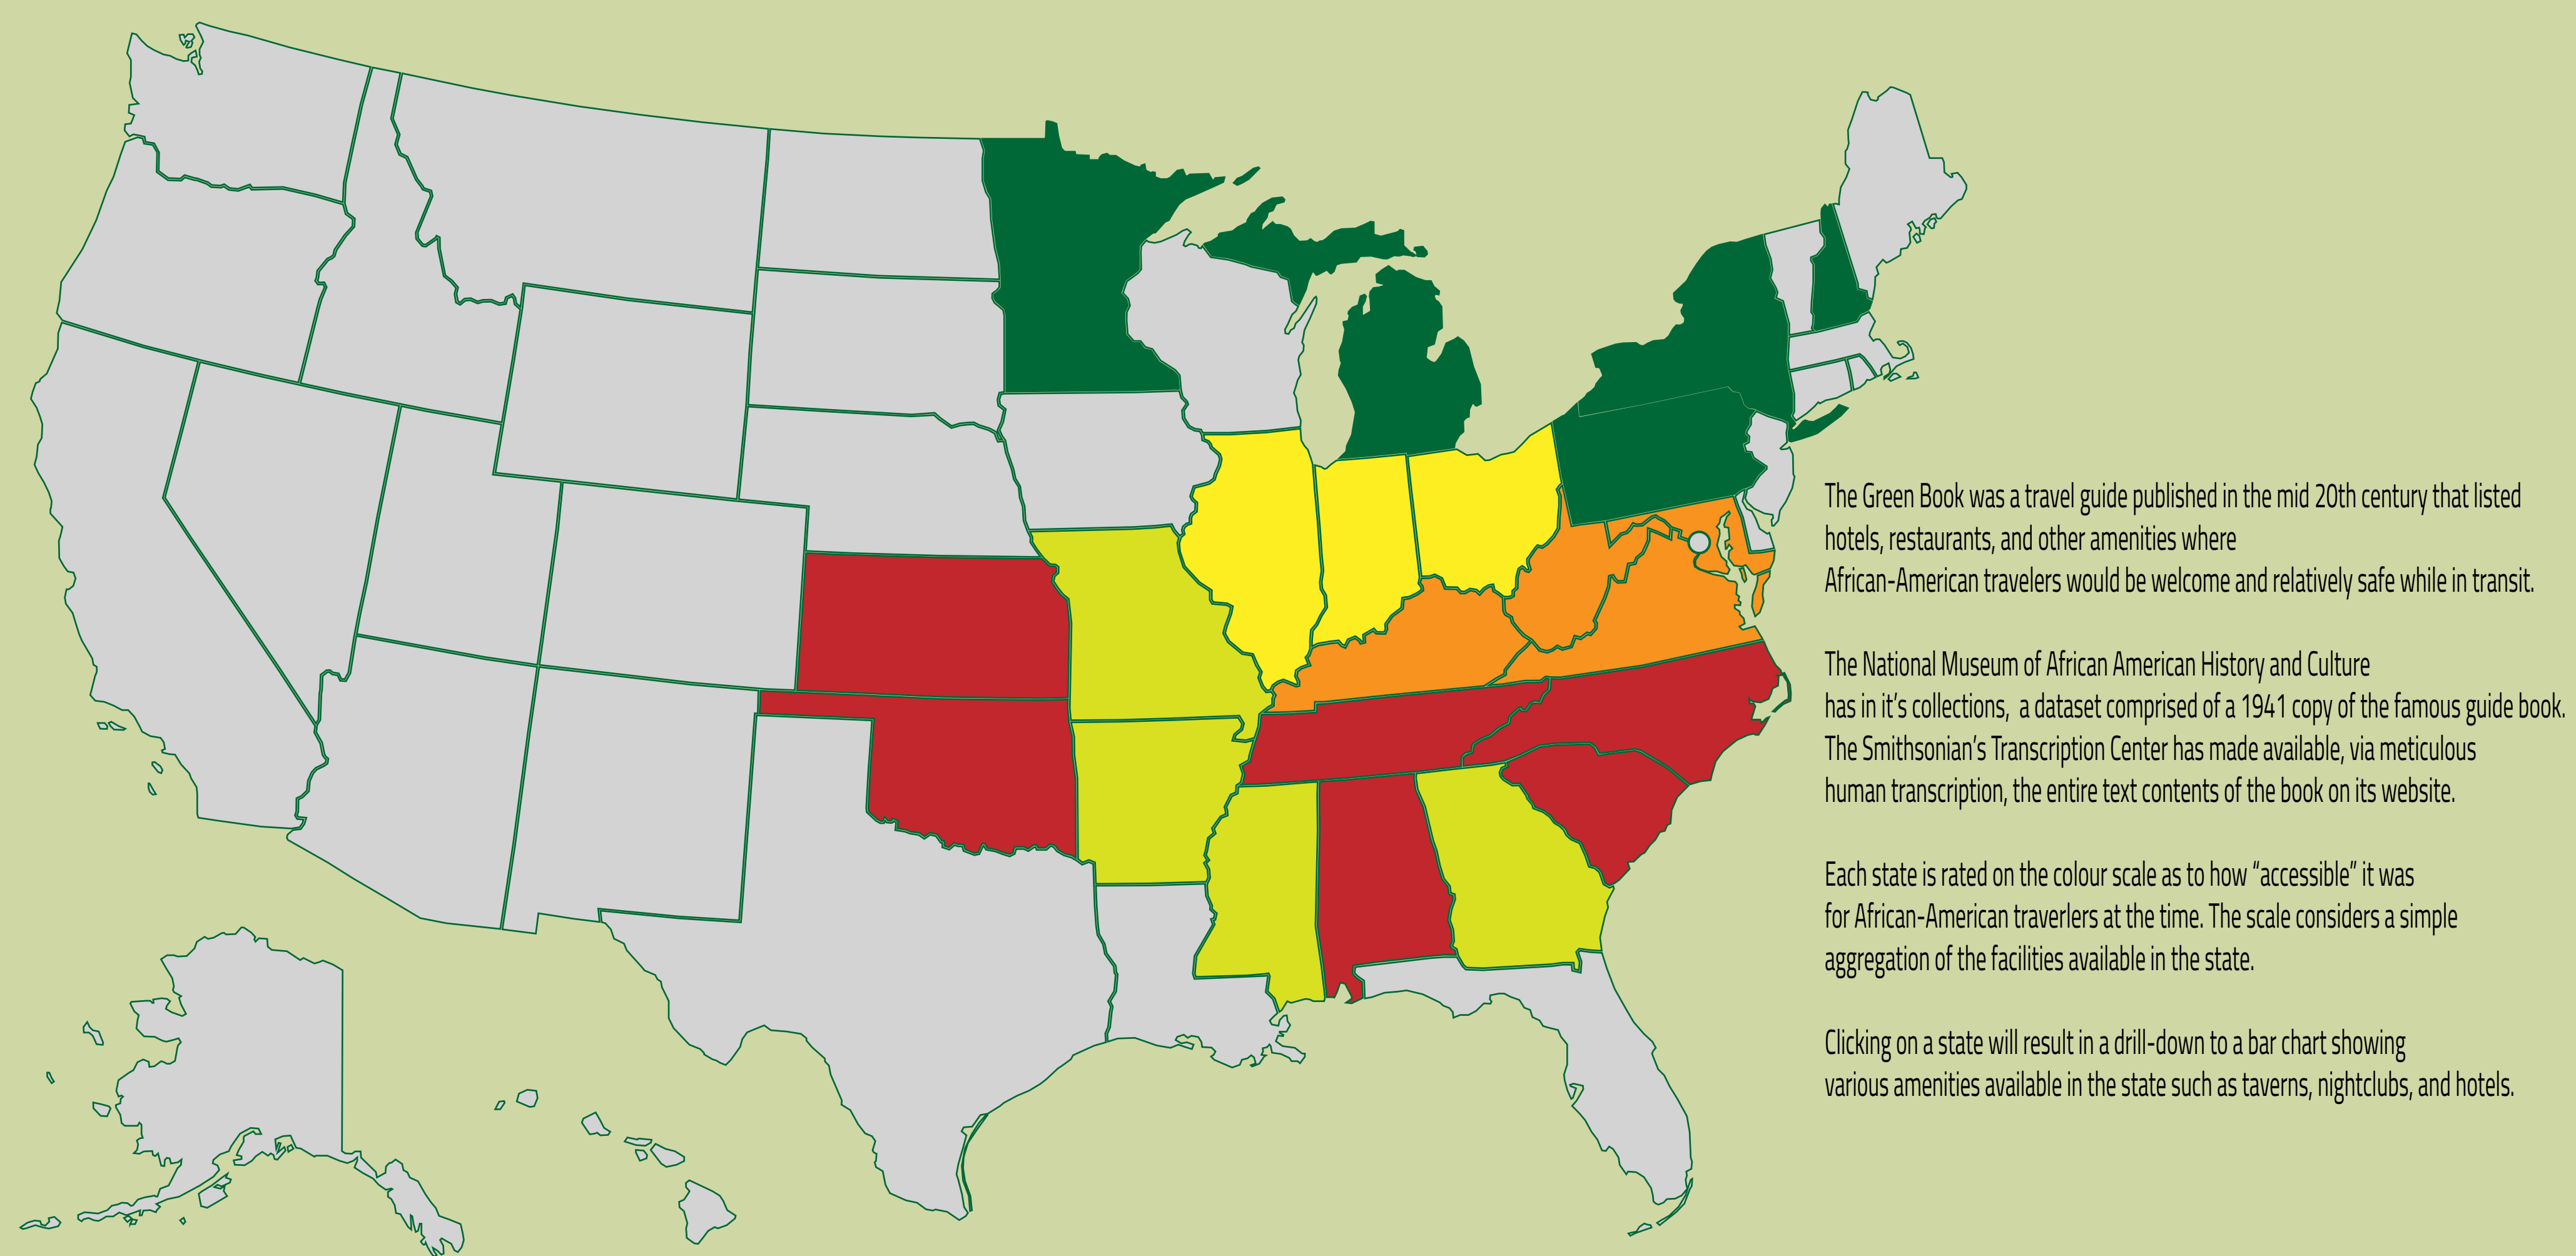 The Green Book was a travel guide published in the mid 20th century that listed
hotels, restaurants, and other amenities where
African-American travelers would be welcome and relatively safe while in transit.
The National Museum of African American History and Culture
has in it’s collections, a dataset comprised of a 1941 copy of the famous guide book.
The Smithsonian’s Transcription Center has made available, via meticulous
human transcription, the entire text contents of the book on its website.
Each state is rated on the colour scale as to how “accessible” it was
for African-American traverlers at the time. The scale considers a simple
aggregation of the facilities available in the state.
Clicking on a state will result in a drill-down to a bar chart showing
various amenities available in the state such as taverns, nightclubs, and hotels.